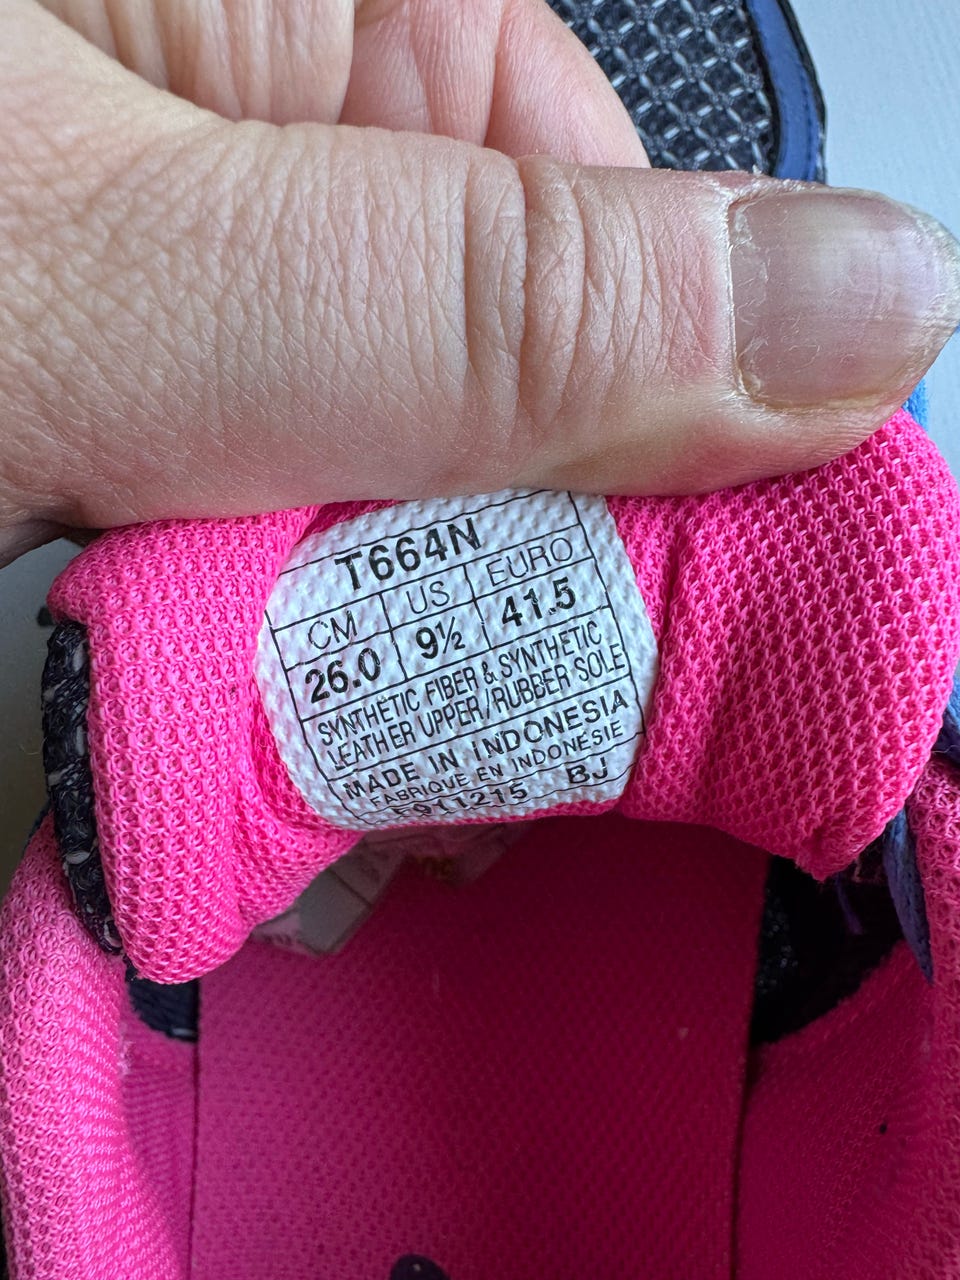 T664N
CM US EURO
26.0 9½ 41.5
SYNTHETIC FIBER & SYNTHETIC
LEATHER UPPER/RUBBER SOLE
MADE IN INDONESIA
FABRIQUE EN INDONESIE
BJ